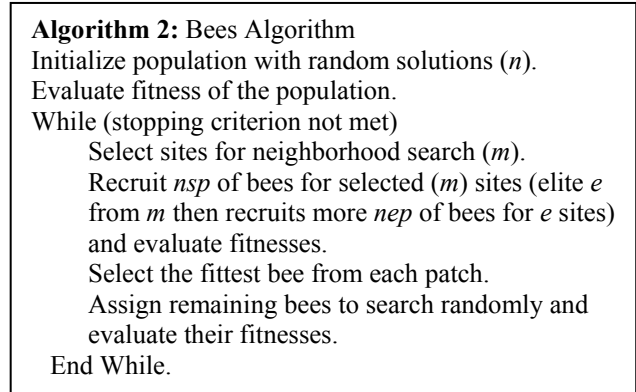 Algorithm 2: Bees Algorithm
Initialize population with random solutions (n).
Evaluate fitness of the population.
While (stopping criterion not met)
Select sites for neighborhood search (m).
Recruit nsp of bees for selected (m) sites (elite e
from m then recruits more nep of bees for e sites)
and evaluate fitnesses.
Select the fittest bee from each patch.
Assign remaining bees to search randomly and
evaluate their fitnesses.
End While.